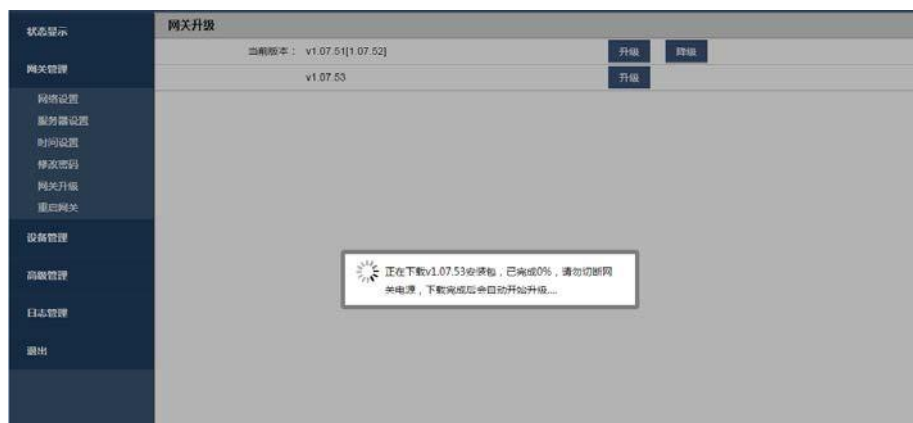 状态显示
网关管理
网络设置
服务器设置
时间设置
修改密码
网关升级
重启网关
设备管理
高级管理
日志管理
退出
网关升级
当前版本： v1.07.51[1.07.52]
升级 降级
v1.07.53
升级
正在下载v1.07.53安装包，已完成0%，请勿切断网
关电源，下载完成后会自动开始升级....